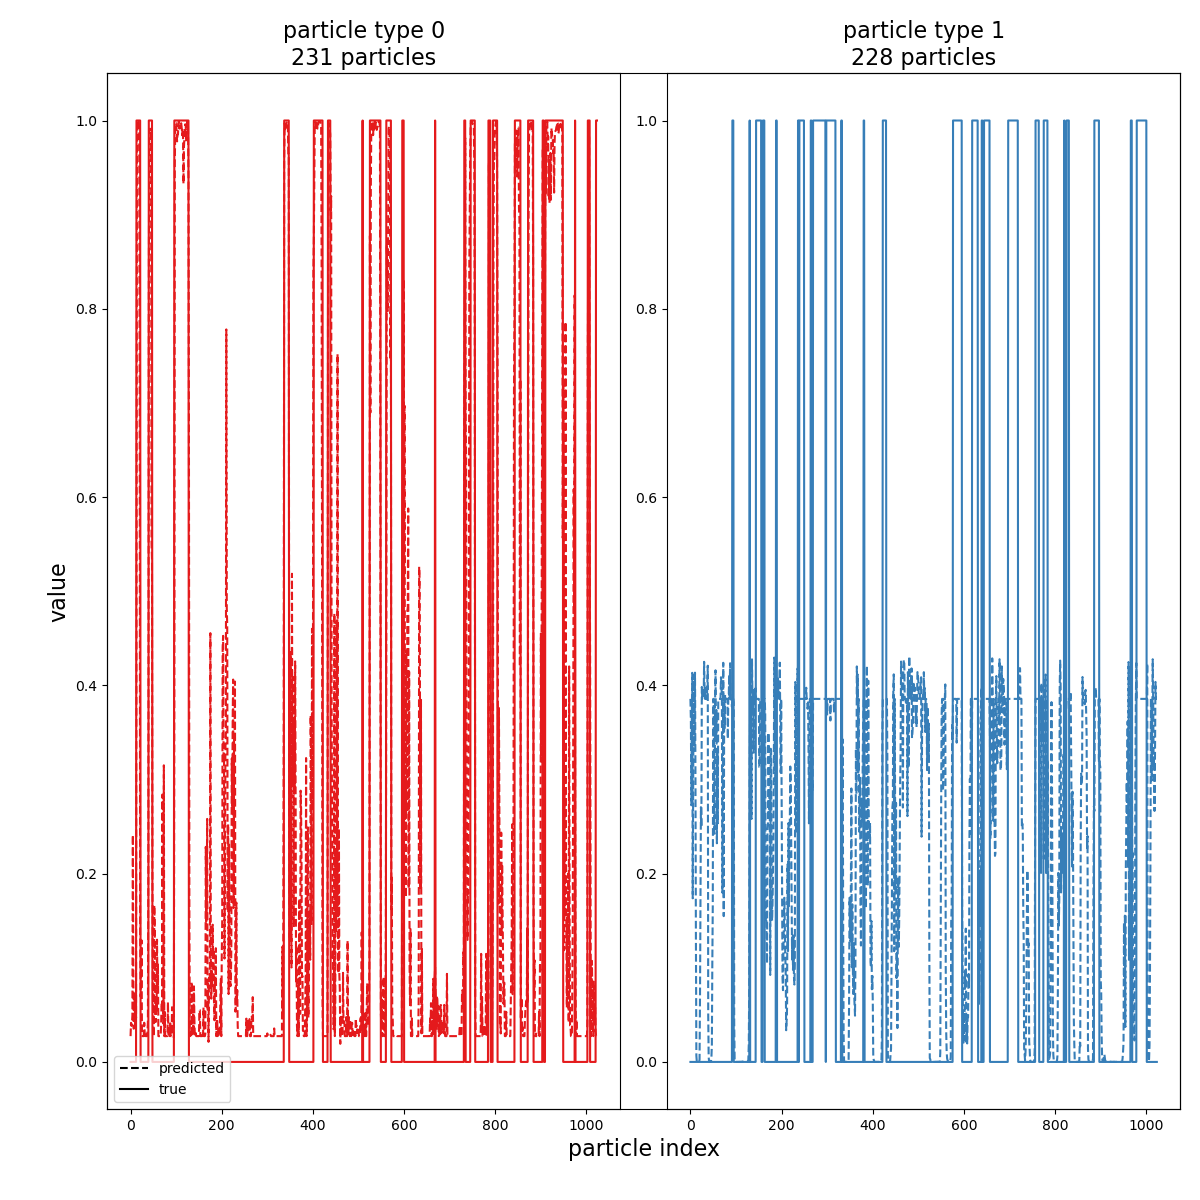 particle type 0
231 particles
particle type 1
228 particles
1.0
0.8
0.6
0.4
0.2
0.0
1.0
0.8
0.6
0.4
0.2
0.0
value
predicted
true
0 200 400 600 800 1000
0 200 400 600 800 1000
particle index